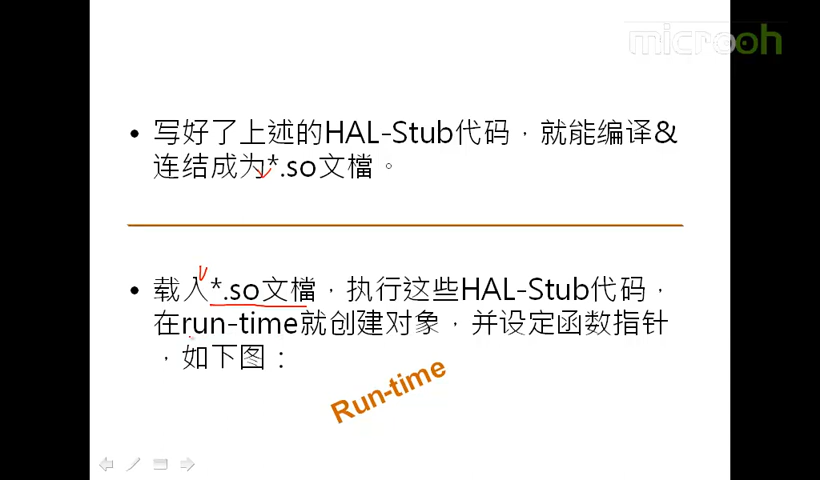 microoh
• 写好了上述的HAL-Stub代码，就能编译&
连结成为*.so文檔。
• 载入*.so文檔，执行这些HAL-Stub代码，
在run-time就创建对象，并设定函数指针
，如下图：
Run-time